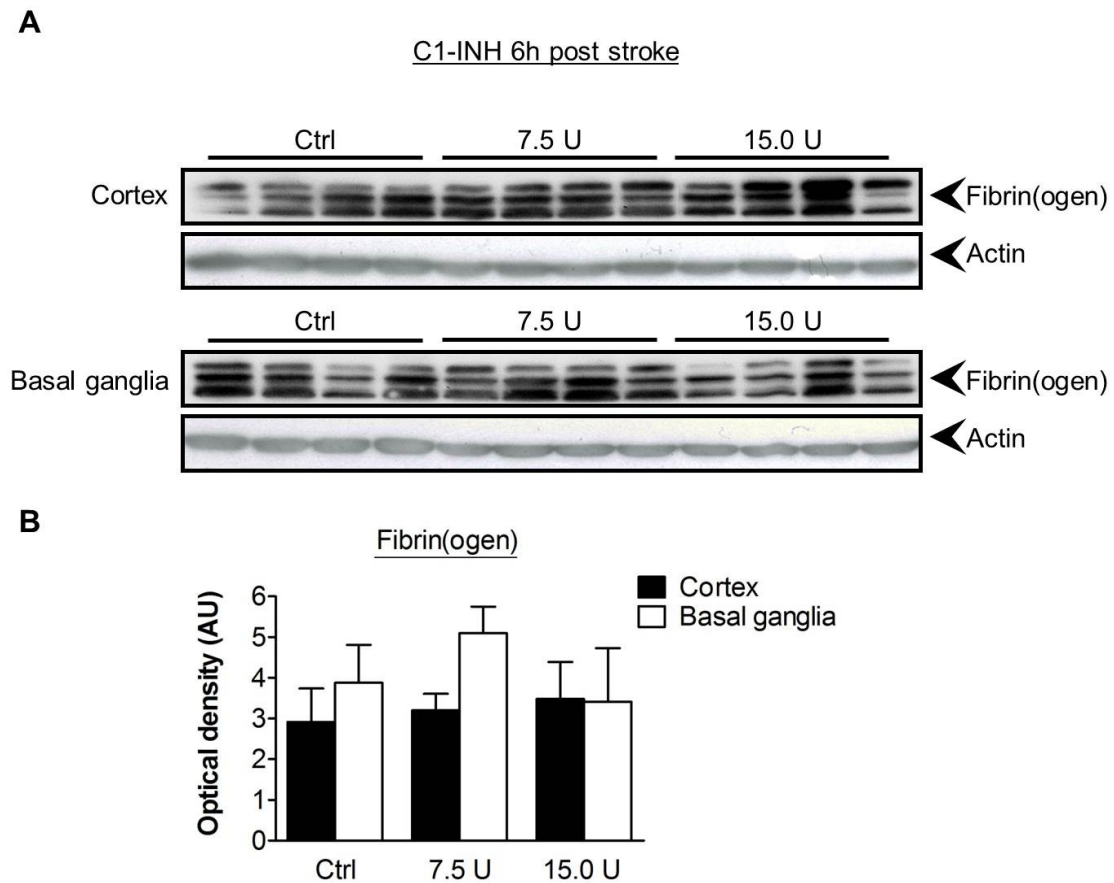 A
C1-INH 6h post stroke
Ctrl 7.5 U 15.0 U
Cortex Fibrin(ogen)
Actin
Ctrl 7.5 U 15.0 U
Basal ganglia Fibrin(ogen)
Actin
B
Fibrin(ogen)
Cortex
Basal ganglia
Optical density (AU)
6
5
4
3
2
1
0
Ctrl 7.5 U 15.0 U